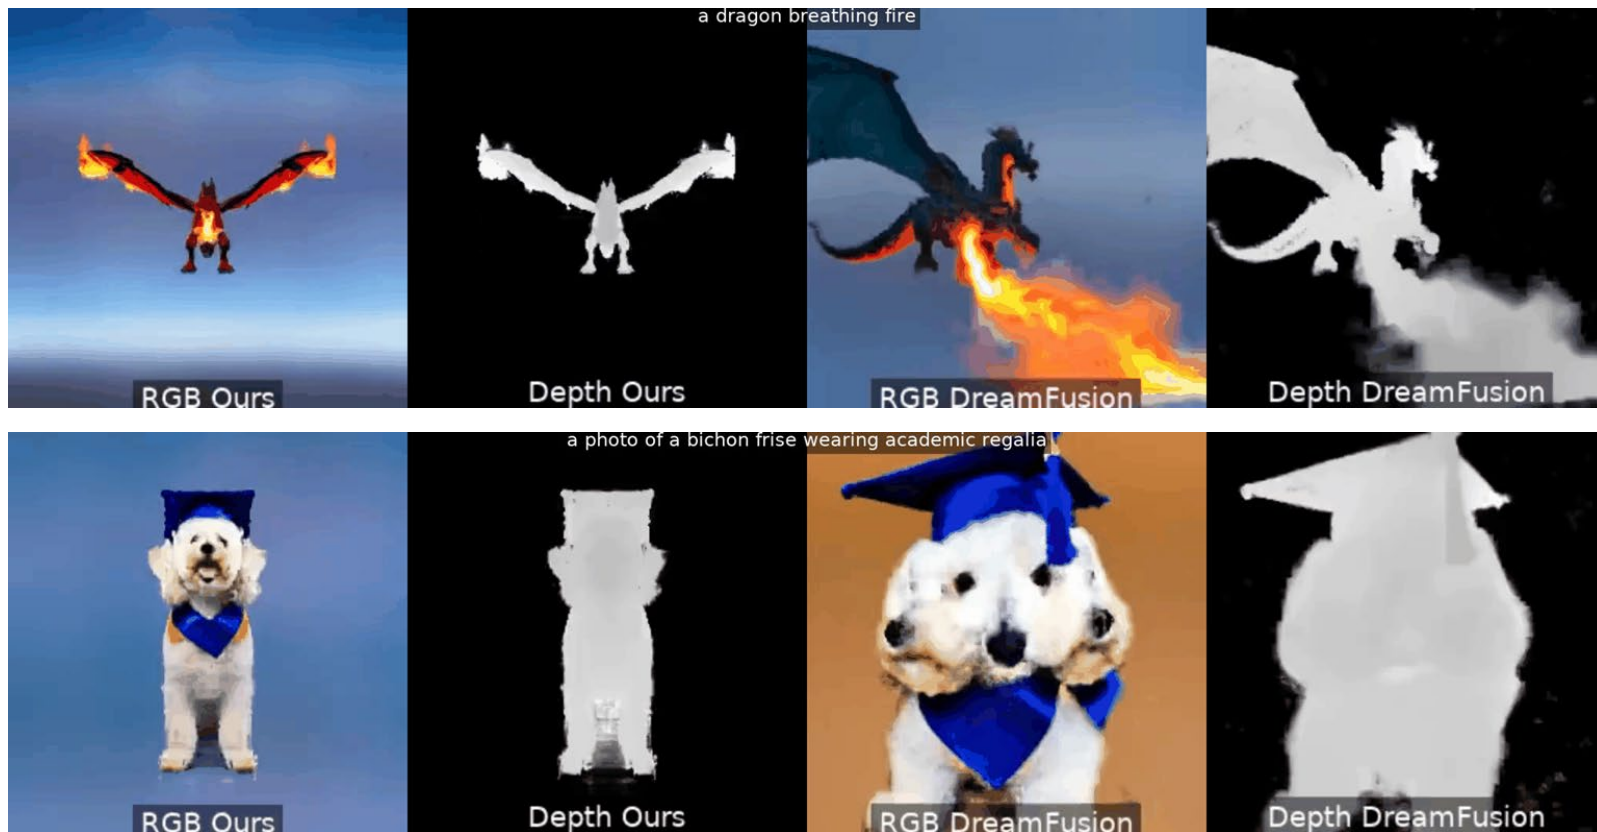 a dragon breathing fire
RGB Ours
Depth Ours
RGB DreamFusion
Depth DreamFusion
a photo of a bichon frise wearing academic regalia
RGB Ours
Depth Ours
RGB DreamFusion
Depth DreamFusion